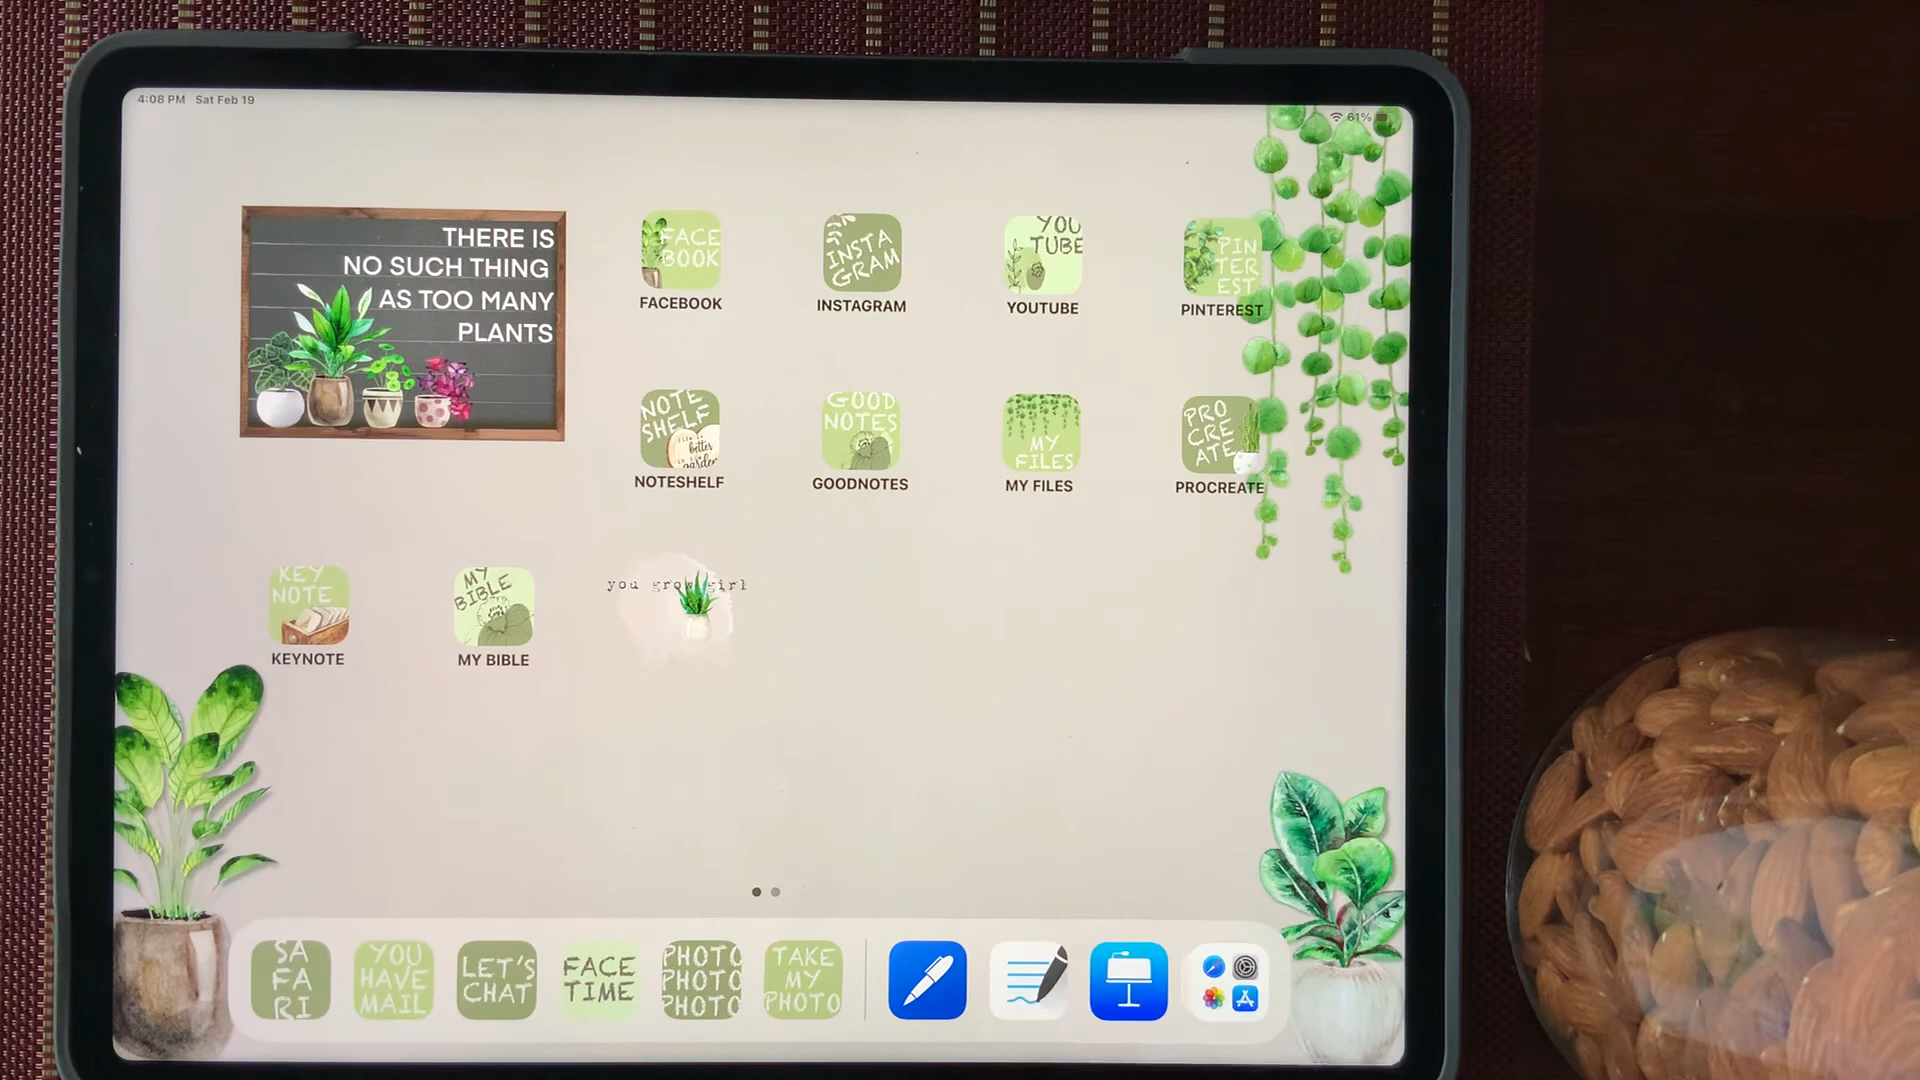 4:08 PM Sat Feb 19
61%
THERE IS
NO SUCH THING
AS TOO MANY
PLANTS
FACE
BOOK
FACEBOOK
INSTA
GRAM
INSTAGRAM
YOU
TUBE
YOUTUBE
PIN
TER
EST
PINTEREST
NOTE
SHELF
better
garden
NOTESHELF
GOOD
NOTES
GOODNOTES
MY
FILES
MY FILES
PRO
CRE
ATE
PROCREATE
KEY
NOTE
KEYNOTE
MY
BIBLE
MY BIBLE
you grow girl
SA
FA
RI
YOU
HAVE
MAIL
LET'S
CHAT
FACE
TIME
PHOTO
PHOTO
PHOTO
TAKE
MY
PHOTO